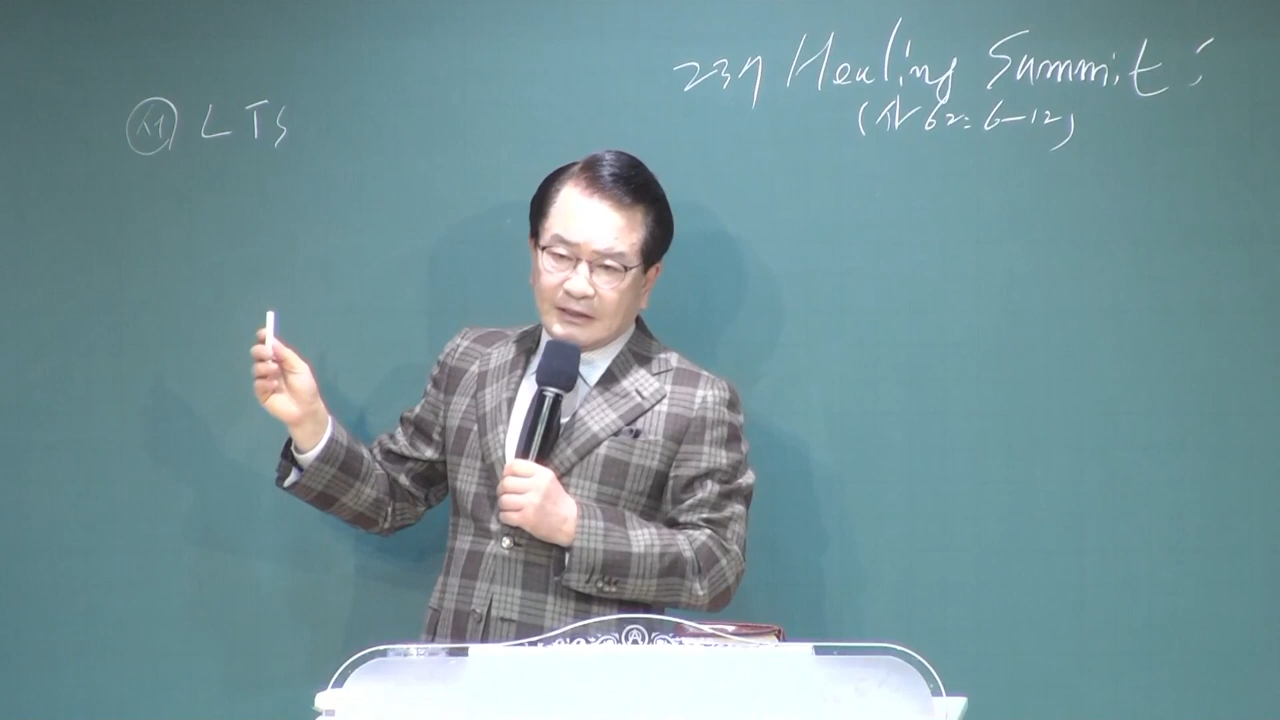 237 Healing Summit :
(사 62:6-12)
서 LTS